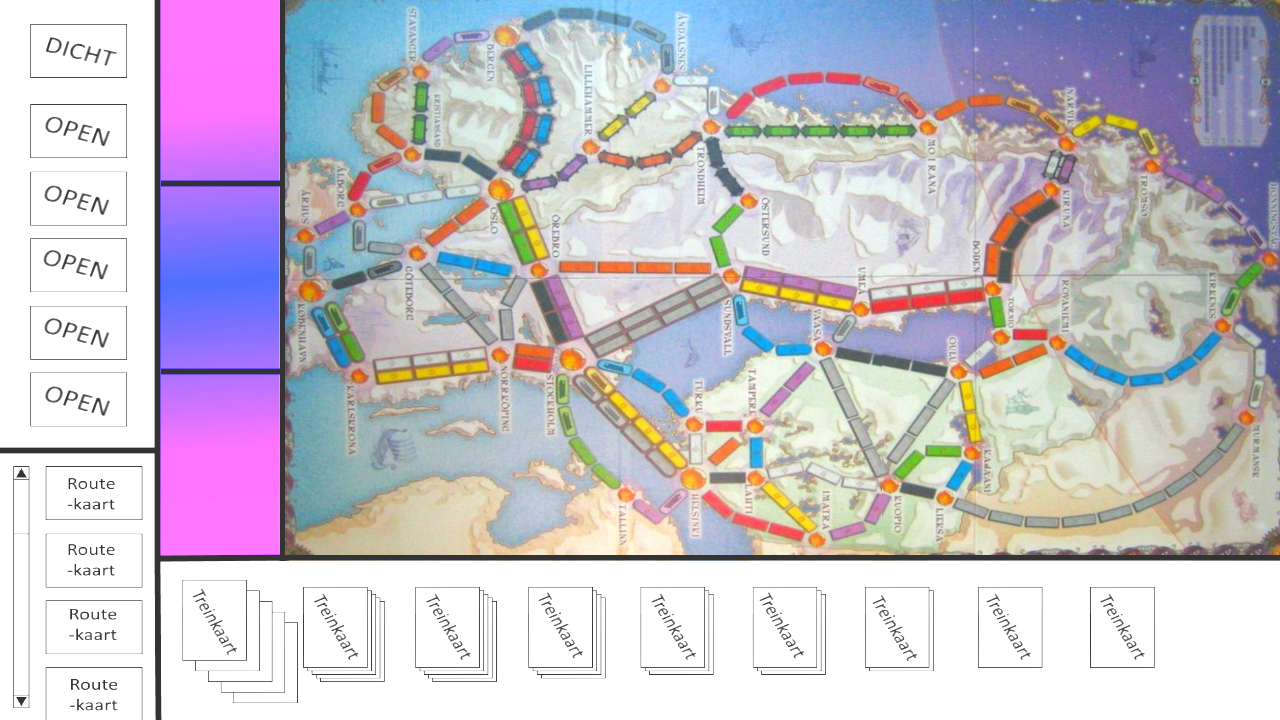 DICHT
OPEN
OPEN
OPEN
OPEN
OPEN
Route
-kaart
Route
-kaart
Route
-kaart
Route
-kaart
STAVANGER
BERGEN
KRISTIANSAND
ÅNDALSNES
LILLEHAMMER
TRONDHEIM
MO I RANA
NARVIK
TROMSØ
KIRUNA
ÅLBORG
ÅRHUS
OSLO
ÖREBRO
ÖSTERSUND
BODEN
GÖTEBORG
UMEÅ
TORNIO
ROVANIEMI
KIRKENES
KØBENHAVN
SUNDSVALL
VAASA
OULU
KARLSKRONA
NORRKÖPING
STOCKHOLM
TURKU
TAMPERE
KAJAANI
MURMANSK
HELSINKI
LAHTI
IMATRA
KUOPIO
LIEKSA
TALLINN
Treinkaart
Treinkaart
Treinkaart
Treinkaart
Treinkaart
Treinkaart
Treinkaart
Treinkaart
Treinkaart